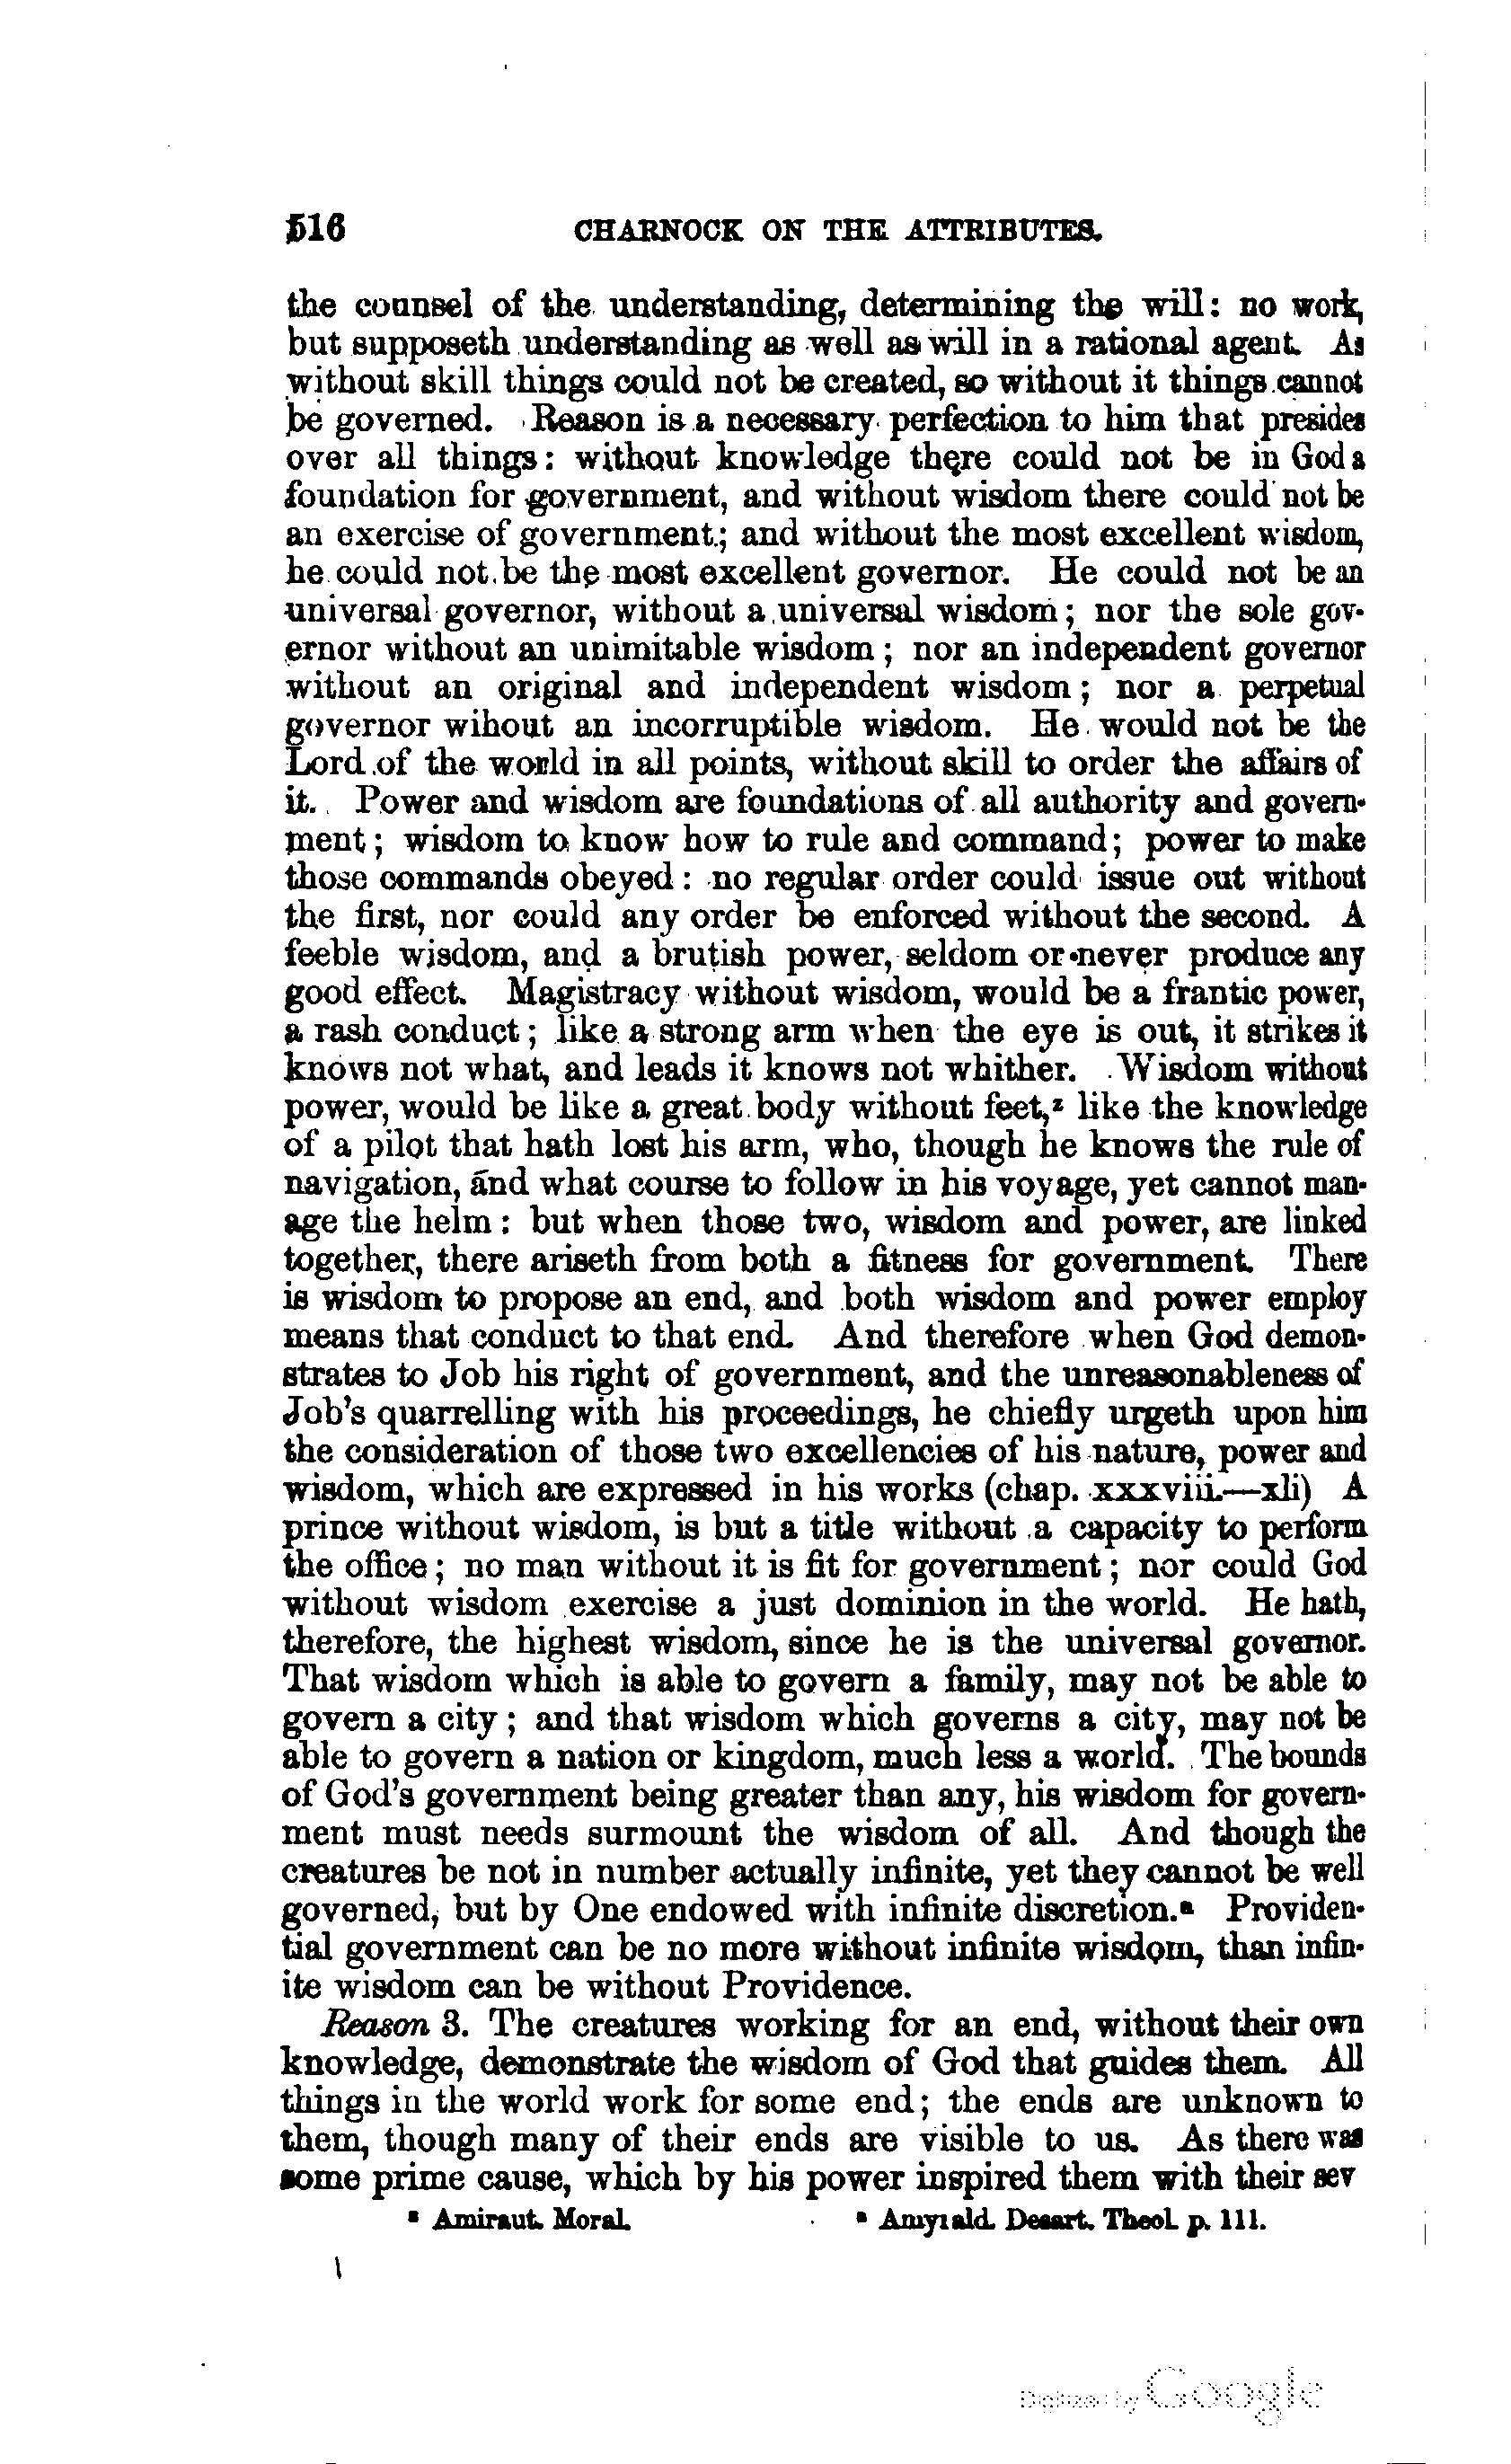 516 CHARNOCK ON THE ATTRIBUTES.
the counsel of the understanding, determining the will: no work,
but supposeth understanding as well as will in a rational agent. As
without skill things could not be created, so without it things cannot
be governed. Reason is a necessary perfection to him that presides
over all things: without knowledge there could not be in God a
foundation for government, and without wisdom there could not be
an exercise of government; and without the most excellent wisdom,
he could not be the most excellent governor. He could not be an
universal governor, without a universal wisdom; nor the sole gov-
ernor without an unimitable wisdom; nor an independent governor
without an original and independent wisdom; nor a perpetual
governor wihout an incorruptible wisdom. He would not be the
Lord of the world in all points, without skill to order the affairs of
it. Power and wisdom are foundations of all authority and govern-
ment; wisdom to know how to rule and command; power to make
those commands obeyed: no regular order could issue out without
the first, nor could any order be enforced without the second. A
feeble wisdom, and a brutish power, seldom or never produce any
good effect. Magistracy without wisdom, would be a frantic power,
a rash conduct; like a strong arm when the eye is out, it strikes it
knows not what, and leads it knows not whither. Wisdom without
power, would be like a great body without feet,z like the knowledge
of a pilot that hath lost his arm, who, though he knows the rule of
navigation, and what course to follow in his voyage, yet cannot man-
age the helm: but when those two, wisdom and power, are linked
together, there ariseth from both a fitness for government. There
is wisdom to propose an end, and both wisdom and power employ
means that conduct to that end. And therefore when God demon-
strates to Job his right of government, and the unreasonableness of
Job's quarrelling with his proceedings, he chiefly urgeth upon him
the consideration of those two excellencies of his nature, power and
wisdom, which are expressed in his works (chap. xxxviii.—xli) A
prince without wisdom, is but a title without a capacity to perform
the office; no man without it is fit for government; nor could God
without wisdom exercise a just dominion in the world. He hath,
therefore, the highest wisdom, since he is the universal governor.
That wisdom which is able to govern a family, may not be able to
govern a city; and that wisdom which governs a city, may not be
able to govern a nation or kingdom, much less a world. The bounds
of God's government being greater than any, his wisdom for govern-
ment must needs surmount the wisdom of all. And though the
creatures be not in number actually infinite, yet they cannot be well
governed, but by One endowed with infinite discretion.a Providen-
tial government can be no more without infinite wisdom, than infin-
ite wisdom can be without Providence.
Reason 3. The creatures working for an end, without their own
knowledge, demonstrate the wisdom of God that guides them. All
things in the world work for some end; the ends are unknown to
them, though many of their ends are visible to us. As there was
some prime cause, which by his power inspired them with their sev
z Amiraut. Moral. a Amyrald. Desart. Theol. p. 111.
Digitized by Google